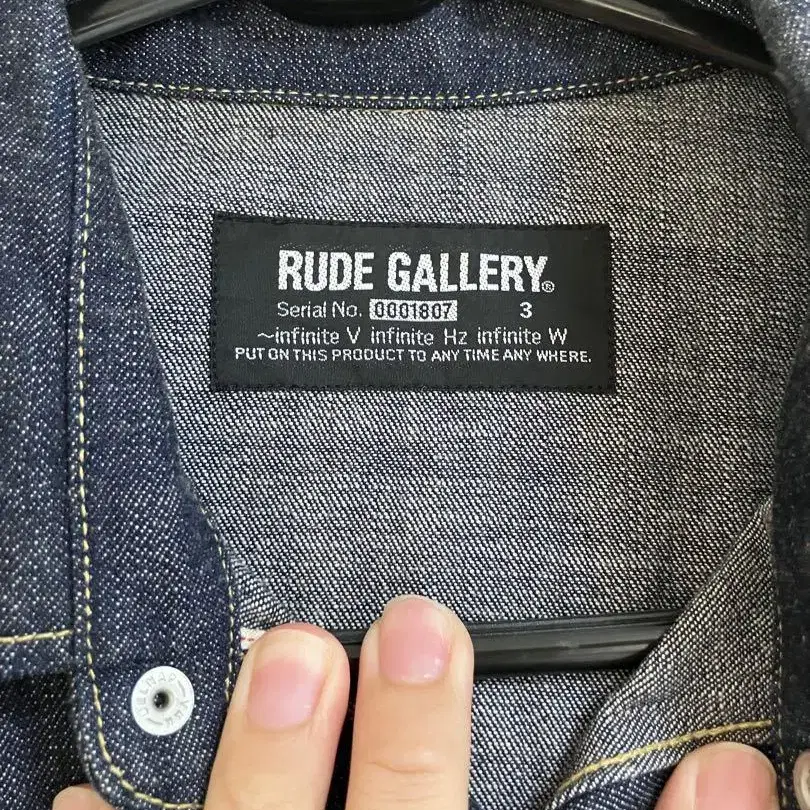 RUDE GALLERY®
Serial No. 0001807 3
~infinite V infinite Hz infinite W
PUT ON THIS PRODUCT TO ANY TIME ANY WHERE.